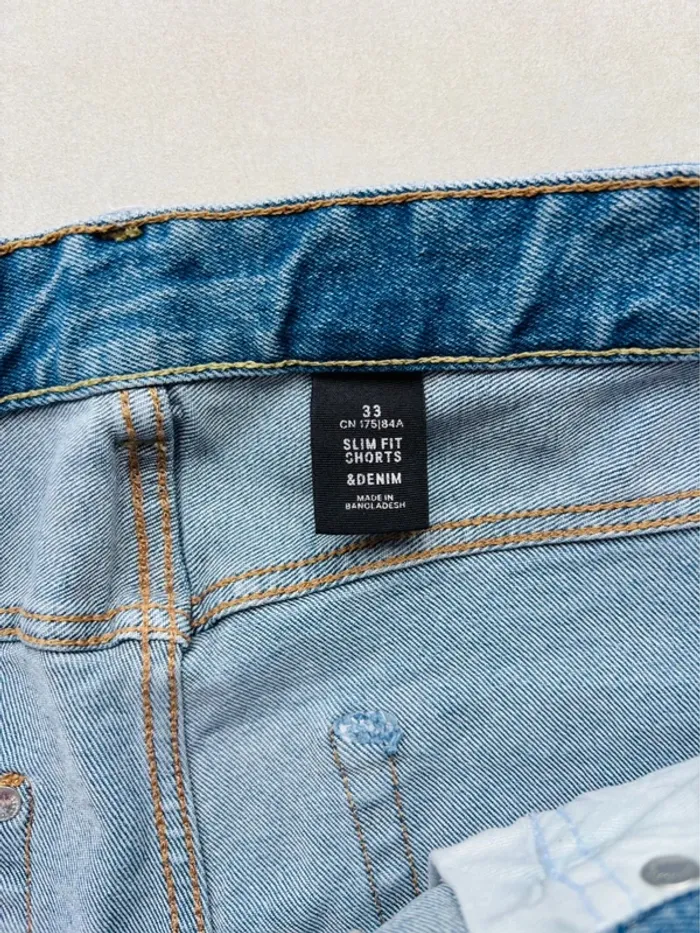 33
CN 175|84A
SLIM FIT
SHORTS
&DENIM
MADE IN
BANGLADESH